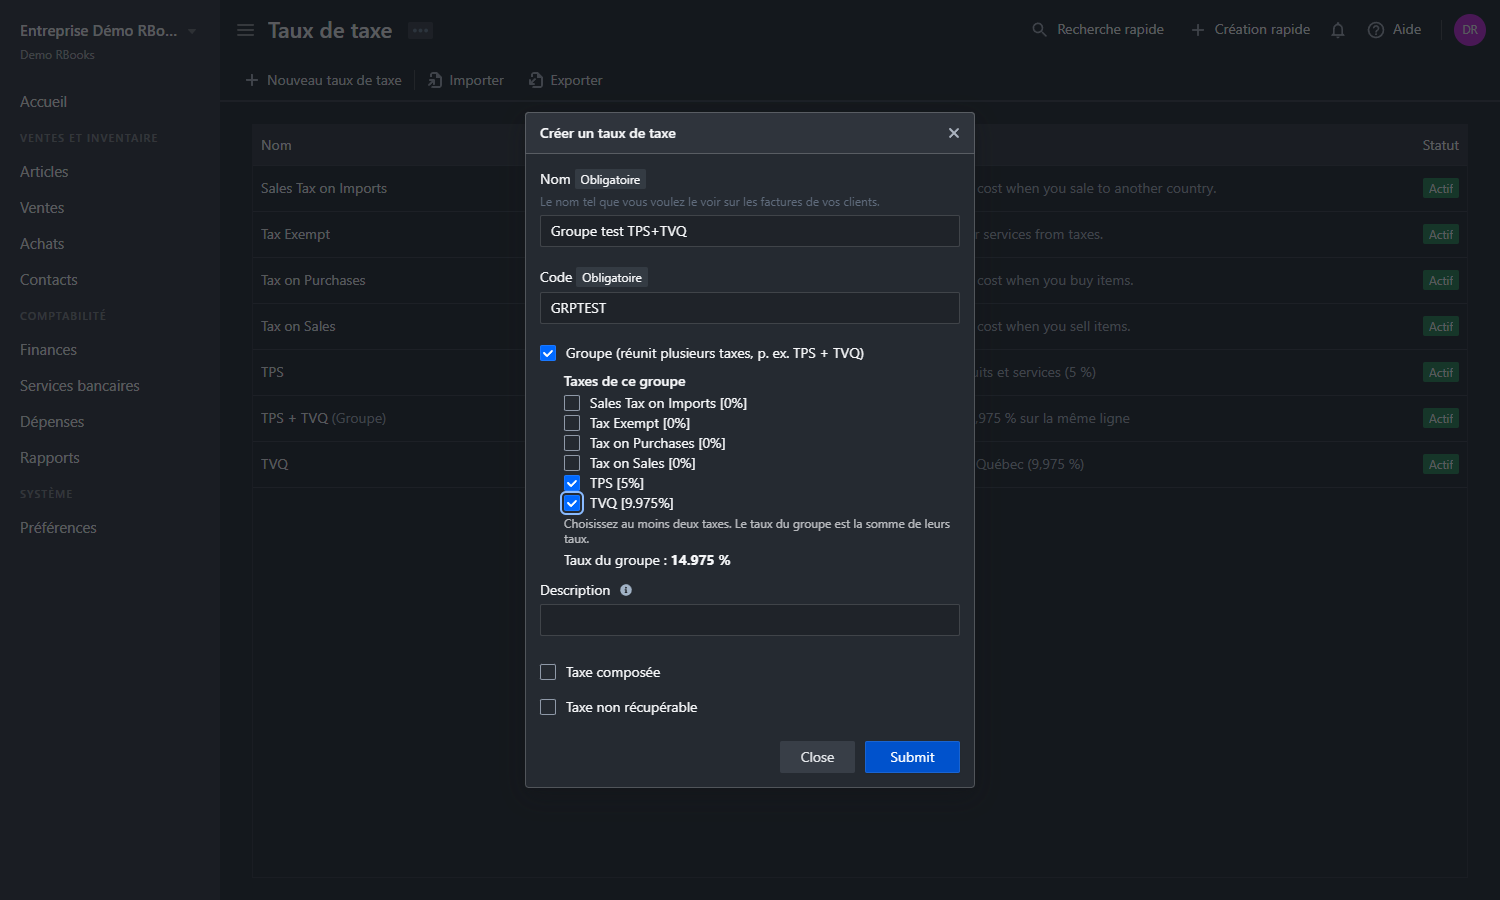 Entreprise Démo RBo...
Demo RBooks
Accueil
VENTES ET INVENTAIRE
Articles
Ventes
Achats
Contacts
COMPTABILITÉ
Finances
Services bancaires
Dépenses
Rapports
SYSTÈME
Préférences
Taux de taxe
Recherche rapide
Création rapide
Aide
DR
Nouveau taux de taxe
Importer
Exporter
Nom
Statut
Sales Tax on Imports
cost when you sale to another country.
Actif
Tax Exempt
r services from taxes.
Actif
Tax on Purchases
cost when you buy items.
Actif
Tax on Sales
cost when you sell items.
Actif
TPS
uits et services (5 %)
Actif
TPS + TVQ (Groupe)
.975 % sur la même ligne
Actif
TVQ
Québec (9,975 %)
Actif
Créer un taux de taxe
Nom Obligatoire
Le nom tel que vous voulez le voir sur les factures de vos clients.
Groupe test TPS+TVQ
Code Obligatoire
GRPTEST
Groupe (réunit plusieurs taxes, p. ex. TPS + TVQ)
Taxes de ce groupe
Sales Tax on Imports [0%]
Tax Exempt [0%]
Tax on Purchases [0%]
Tax on Sales [0%]
TPS [5%]
TVQ [9.975%]
Choisissez au moins deux taxes. Le taux du groupe est la somme de leurs
taux.
Taux du groupe : 14.975 %
Description
Taxe composée
Taxe non récupérable
Close
Submit